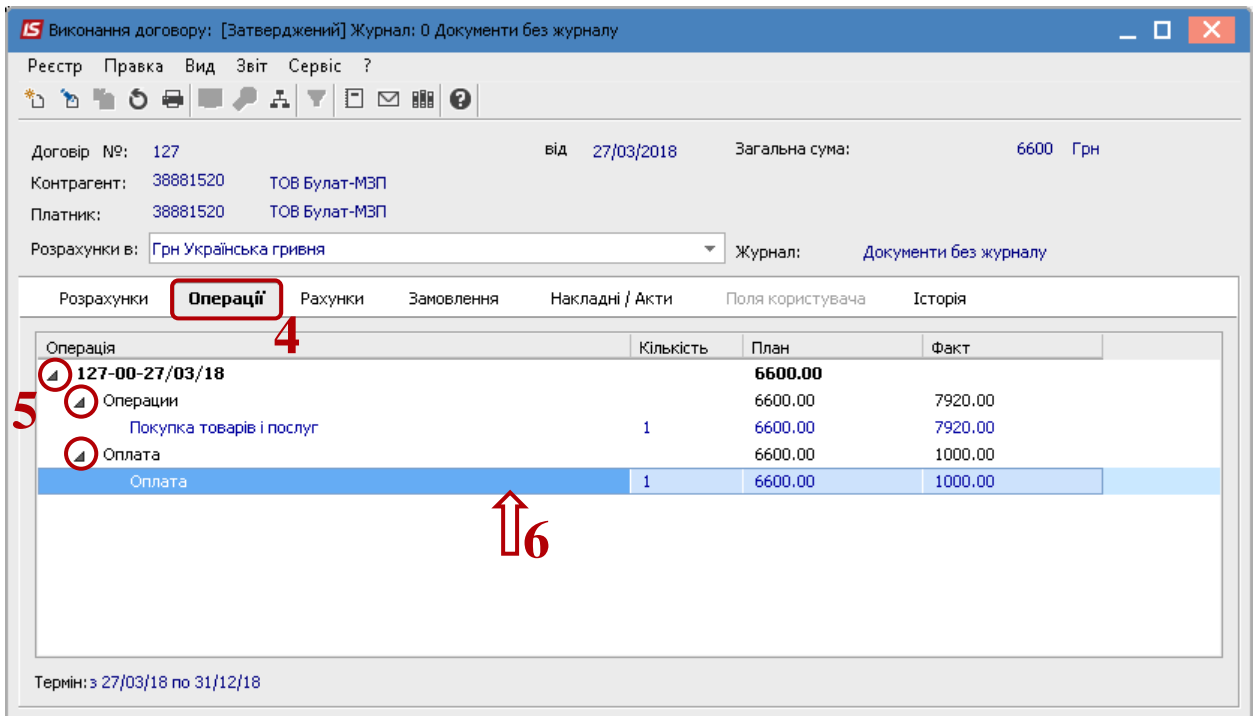 IS Виконання договору: [Затверджений] Журнал: 0 Документи без журналу
Реєстр Правка Вид Звіт Сервіс ?
Договір №: 127 від 27/03/2018 Загальна сума: 6600 Грн
Контрагент: 38881520 ТОВ Булат-МЗП
Платник: 38881520 ТОВ Булат-МЗП
Розрахунки в: Грн Українська гривня Журнал: Документи без журналу
Розрахунки Операції Рахунки Замовлення Накладні / Акти Поля користувача Історія
4
Операція Кількість План Факт
127-00-27/03/18 6600.00
5 Операции 6600.00 7920.00
Покупка товарів і послуг 1 6600.00 7920.00
Оплата 6600.00 1000.00
Оплата 1 6600.00 1000.00
6
Термін: з 27/03/18 по 31/12/18